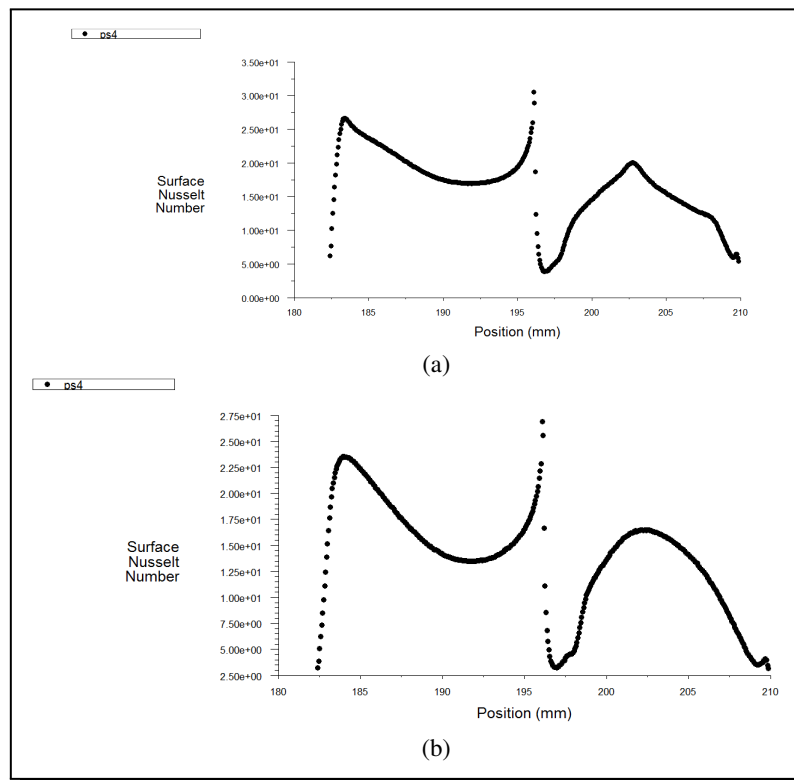 ps4
3.50e+01
3.00e+01
2.50e+01
2.00e+01
1.50e+01
1.00e+01
5.00e+00
0.00e+00
Surface
Nusselt
Number
180 185 190 195 200 205 210
Position (mm)
(a)
ps4
2.75e+01
2.50e+01
2.25e+01
2.00e+01
1.75e+01
1.50e+01
1.25e+01
1.00e+01
7.50e+00
5.00e+00
2.50e+00
Surface
Nusselt
Number
180 185 190 195 200 205 210
Position (mm)
(b)